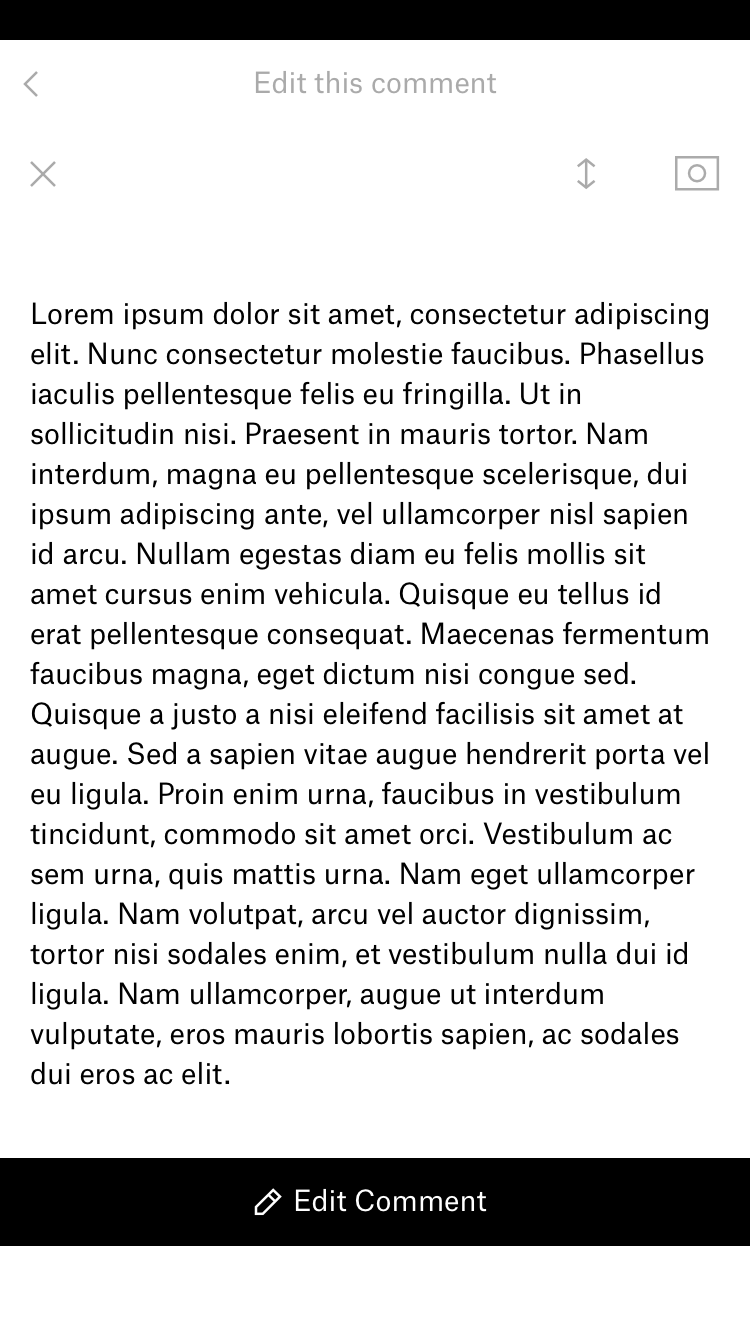 Edit this comment
Lorem ipsum dolor sit amet, consectetur adipiscing
elit. Nunc consectetur molestie faucibus. Phasellus
iaculis pellentesque felis eu fringilla. Ut in
sollicitudin nisi. Praesent in mauris tortor. Nam
interdum, magna eu pellentesque scelerisque, dui
ipsum adipiscing ante, vel ullamcorper nisl sapien
id arcu. Nullam egestas diam eu felis mollis sit
amet cursus enim vehicula. Quisque eu tellus id
erat pellentesque consequat. Maecenas fermentum
faucibus magna, eget dictum nisi congue sed.
Quisque a justo a nisi eleifend facilisis sit amet at
augue. Sed a sapien vitae augue hendrerit porta vel
eu ligula. Proin enim urna, faucibus in vestibulum
tincidunt, commodo sit amet orci. Vestibulum ac
sem urna, quis mattis urna. Nam eget ullamcorper
ligula. Nam volutpat, arcu vel auctor dignissim,
tortor nisi sodales enim, et vestibulum nulla dui id
ligula. Nam ullamcorper, augue ut interdum
vulputate, eros mauris lobortis sapien, ac sodales
dui eros ac elit.
Edit Comment